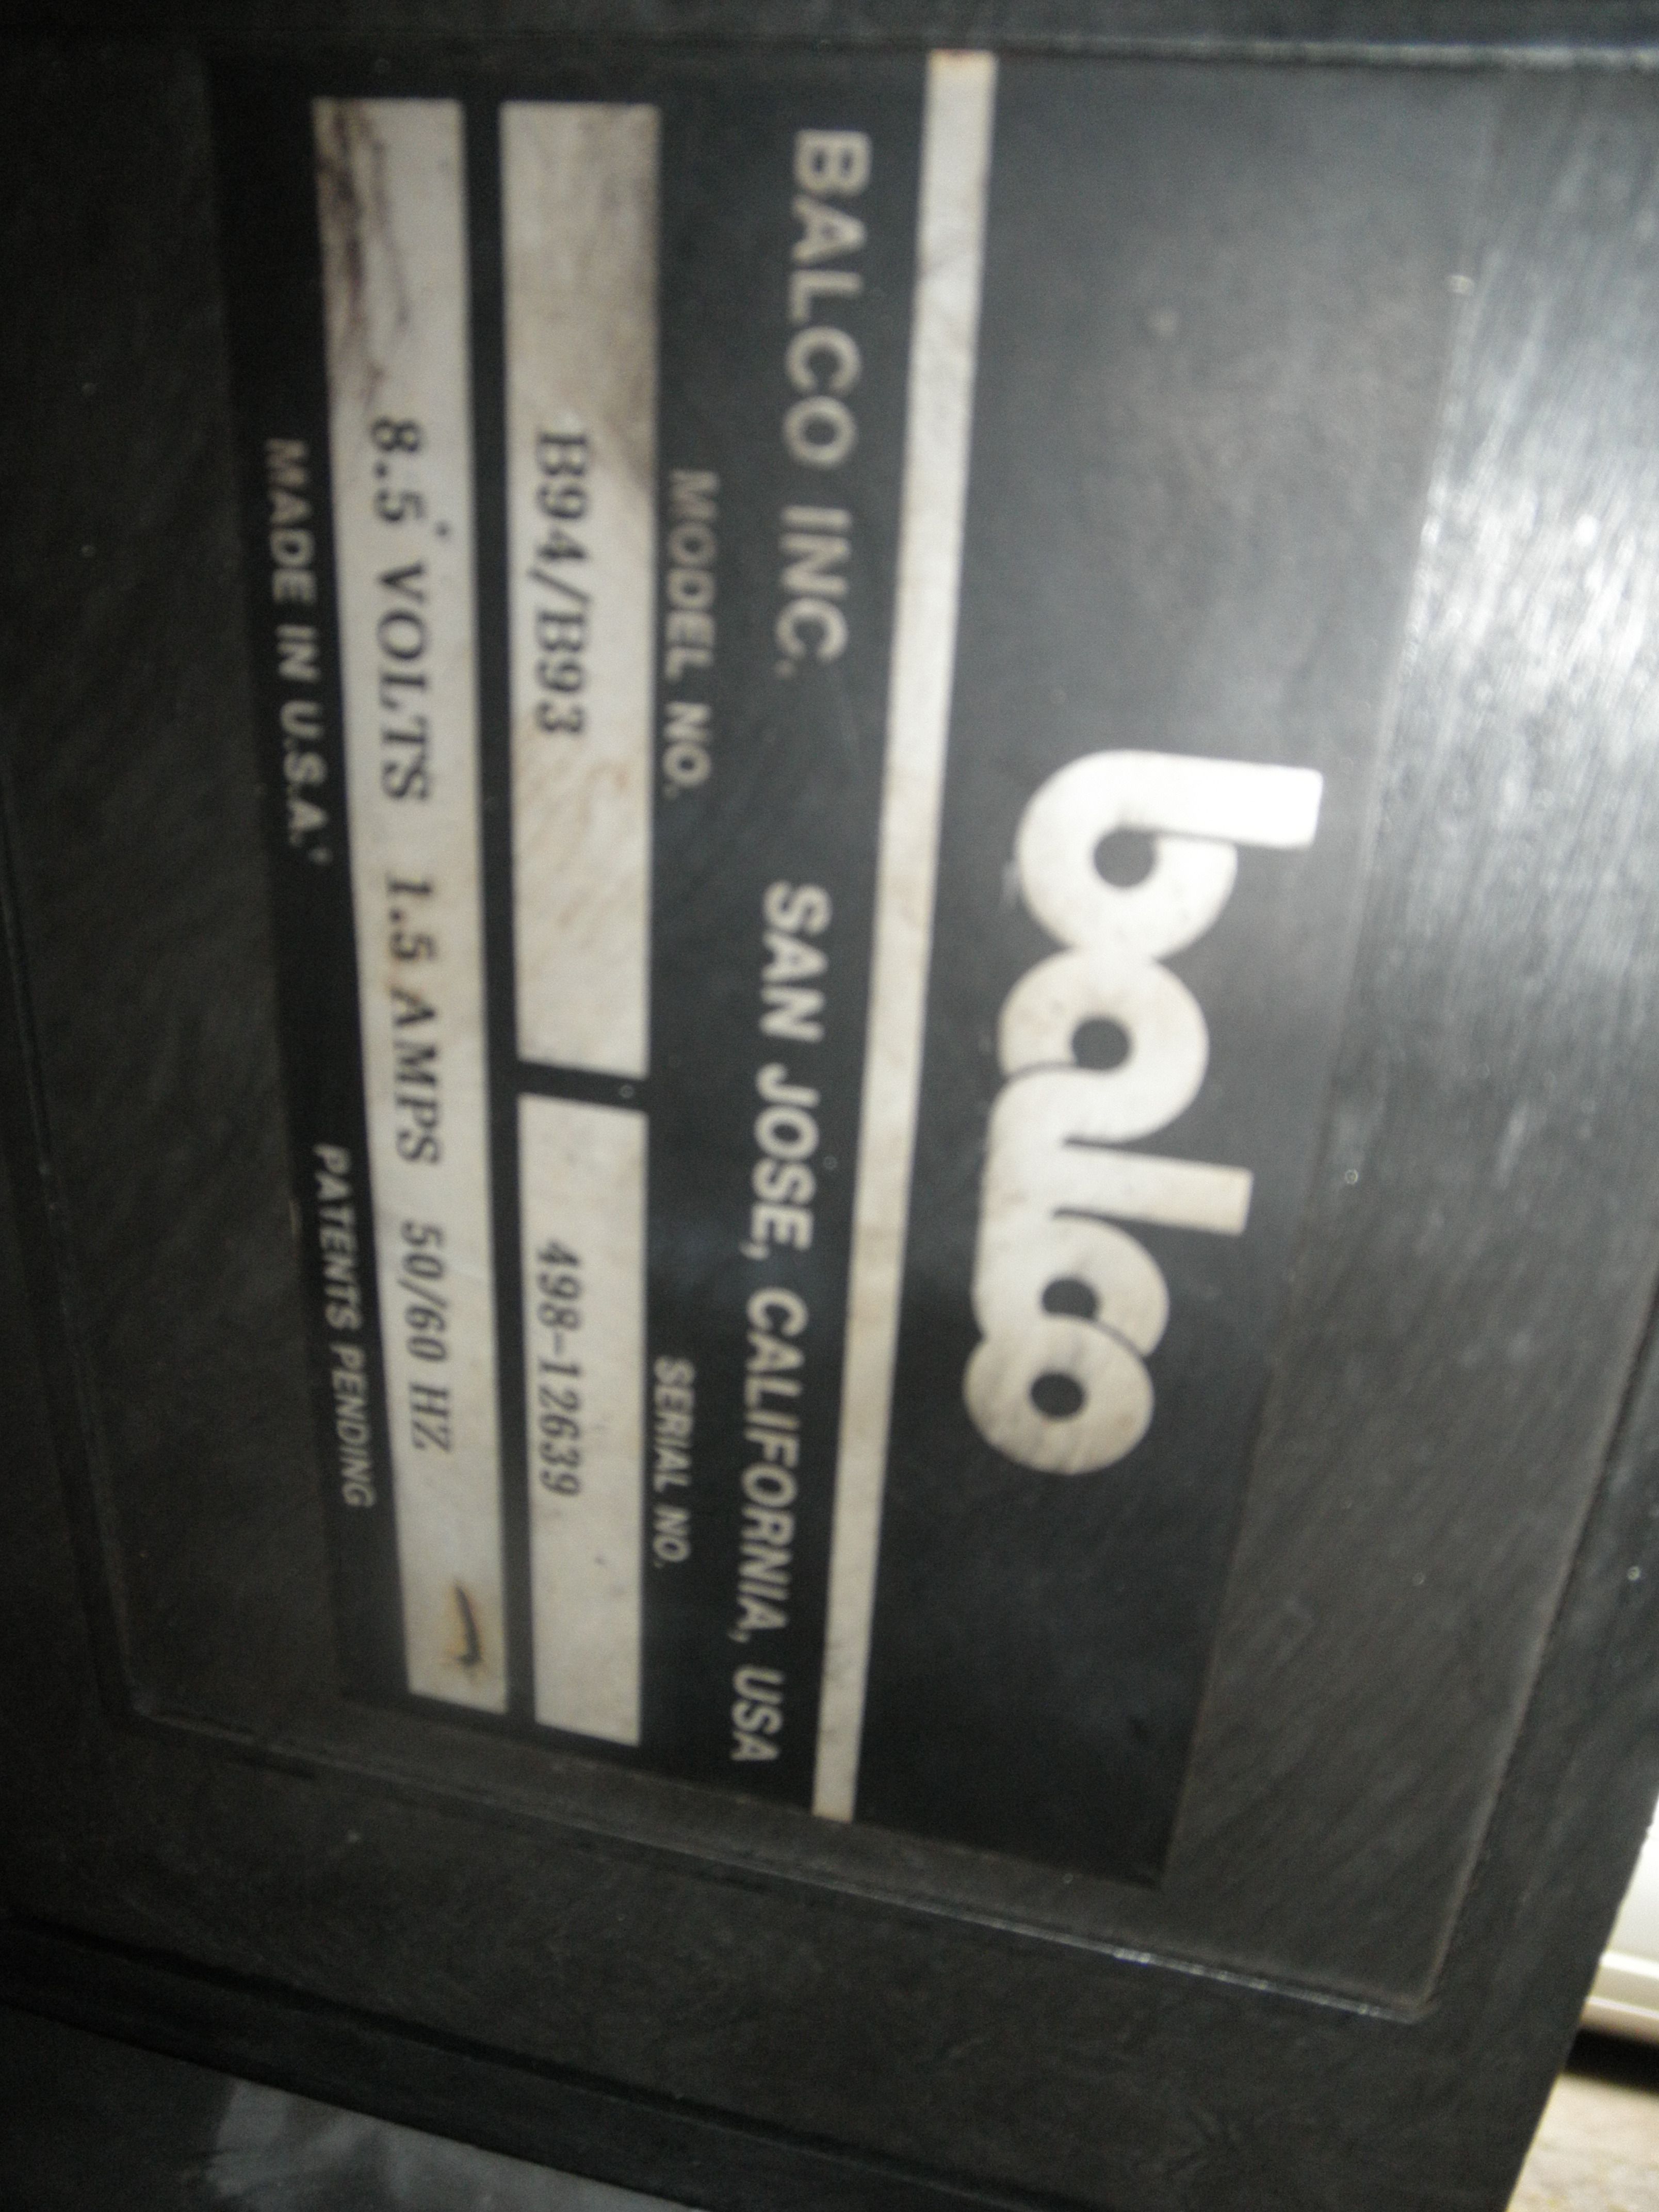 balco
BALCO INC. SAN JOSE, CALIFORNIA, USA
MODEL NO. SERIAL NO.
B94/B93 498-12639
8.5 VOLTS 1.5 AMPS 50/60 HZ
MADE IN U.S.A. PATENTS PENDING